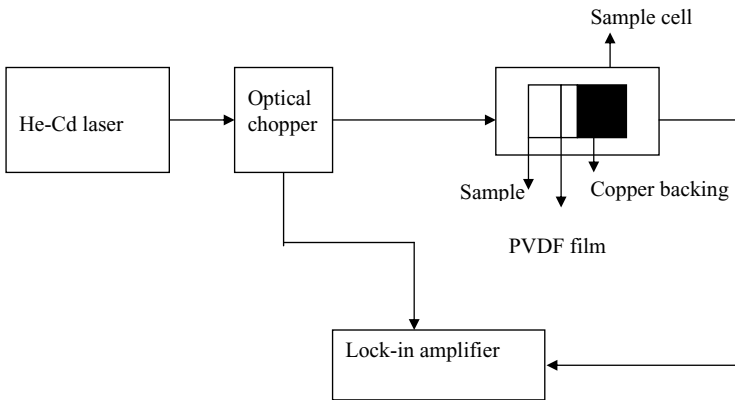 Sample cell
He-Cd laser
Optical
chopper
Sample
Copper backing
PVDF film
Lock-in amplifier